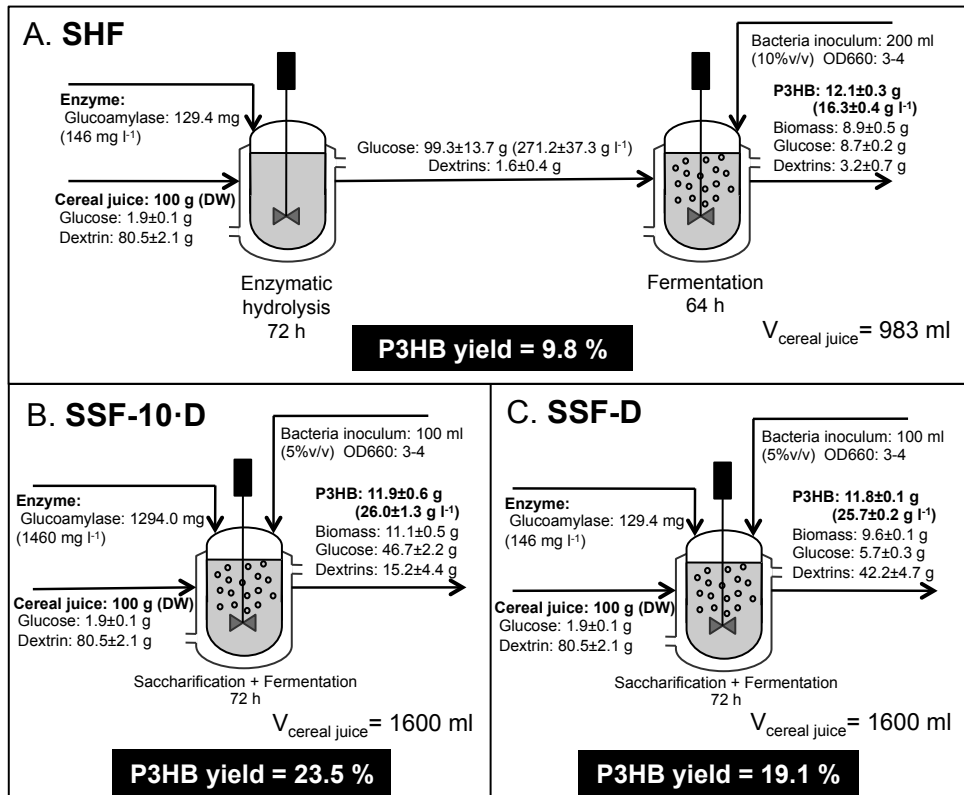 A. SHF
Bacteria inoculum: 200 ml
(10%v/v) OD660: 3-4
Enzyme:
Glucoamylase: 129.4 mg
(146 mg l-1)
P3HB: 12.1±0.3 g
(16.3±0.4 g l-1)
Biomass: 8.9±0.5 g
Glucose: 8.7±0.2 g
Dextrins: 3.2±0.7 g
Glucose: 99.3±13.7 g (271.2±37.3 g l-1)
Dextrins: 1.6±0.4 g
Cereal juice: 100 g (DW)
Glucose: 1.9±0.1 g
Dextrin: 80.5±2.1 g
Enzymatic
hydrolysis
72 h
Fermentation
64 h
Vcereal juice= 983 ml
P3HB yield = 9.8 %
B. SSF-10·D
Bacteria inoculum: 100 ml
(5%v/v) OD660: 3-4
Enzyme:
Glucoamylase: 1294.0 mg
(1460 mg l-1)
P3HB: 11.9±0.6 g
(26.0±1.3 g l-1)
Biomass: 11.1±0.5 g
Glucose: 46.7±2.2 g
Dextrins: 15.2±4.4 g
Cereal juice: 100 g (DW)
Glucose: 1.9±0.1 g
Dextrin: 80.5±2.1 g
Saccharification + Fermentation
72 h
Vcereal juice= 1600 ml
P3HB yield = 23.5 %
C. SSF-D
Bacteria inoculum: 100 ml
(5%v/v) OD660: 3-4
Enzyme:
Glucoamylase: 129.4 mg
(146 mg l-1)
P3HB: 11.8±0.1 g
(25.7±0.2 g l-1)
Biomass: 9.6±0.1 g
Glucose: 5.7±0.3 g
Dextrins: 42.2±4.7 g
Cereal juice: 100 g (DW)
Glucose: 1.9±0.1 g
Dextrin: 80.5±2.1 g
Saccharification + Fermentation
72 h
Vcereal juice= 1600 ml
P3HB yield = 19.1 %